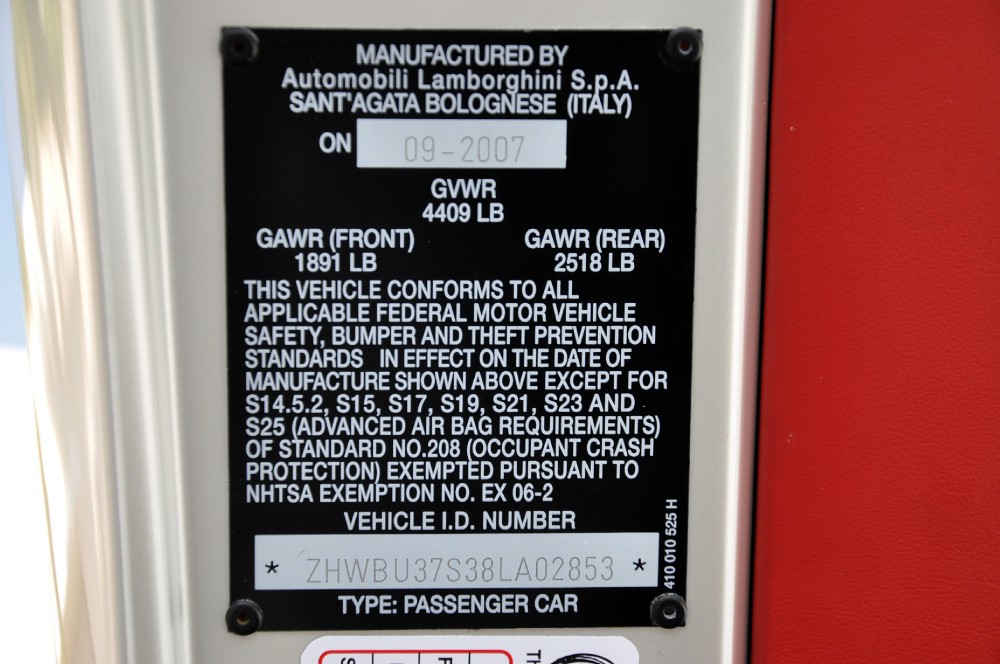 MANUFACTURED BY
Automobili Lamborghini S.p.A.
SANT'AGATA BOLOGNESE (ITALY)
ON 09-2007
GVWR
4409 LB
GAWR (FRONT) GAWR (REAR)
1891 LB 2518 LB
THIS VEHICLE CONFORMS TO ALL
APPLICABLE FEDERAL MOTOR VEHICLE
SAFETY, BUMPER AND THEFT PREVENTION
STANDARDS IN EFFECT ON THE DATE OF
MANUFACTURE SHOWN ABOVE EXCEPT FOR
S14.5.2, S15, S17, S19, S21, S23 AND
S25 (ADVANCED AIR BAG REQUIREMENTS)
OF STANDARD NO.208 (OCCUPANT CRASH
PROTECTION) EXEMPTED PURSUANT TO
NHTSA EXEMPTION NO. EX 06-2
VEHICLE I.D. NUMBER
* ZHWBU37S38LA02853 *
TYPE: PASSENGER CAR
410 010 525 H